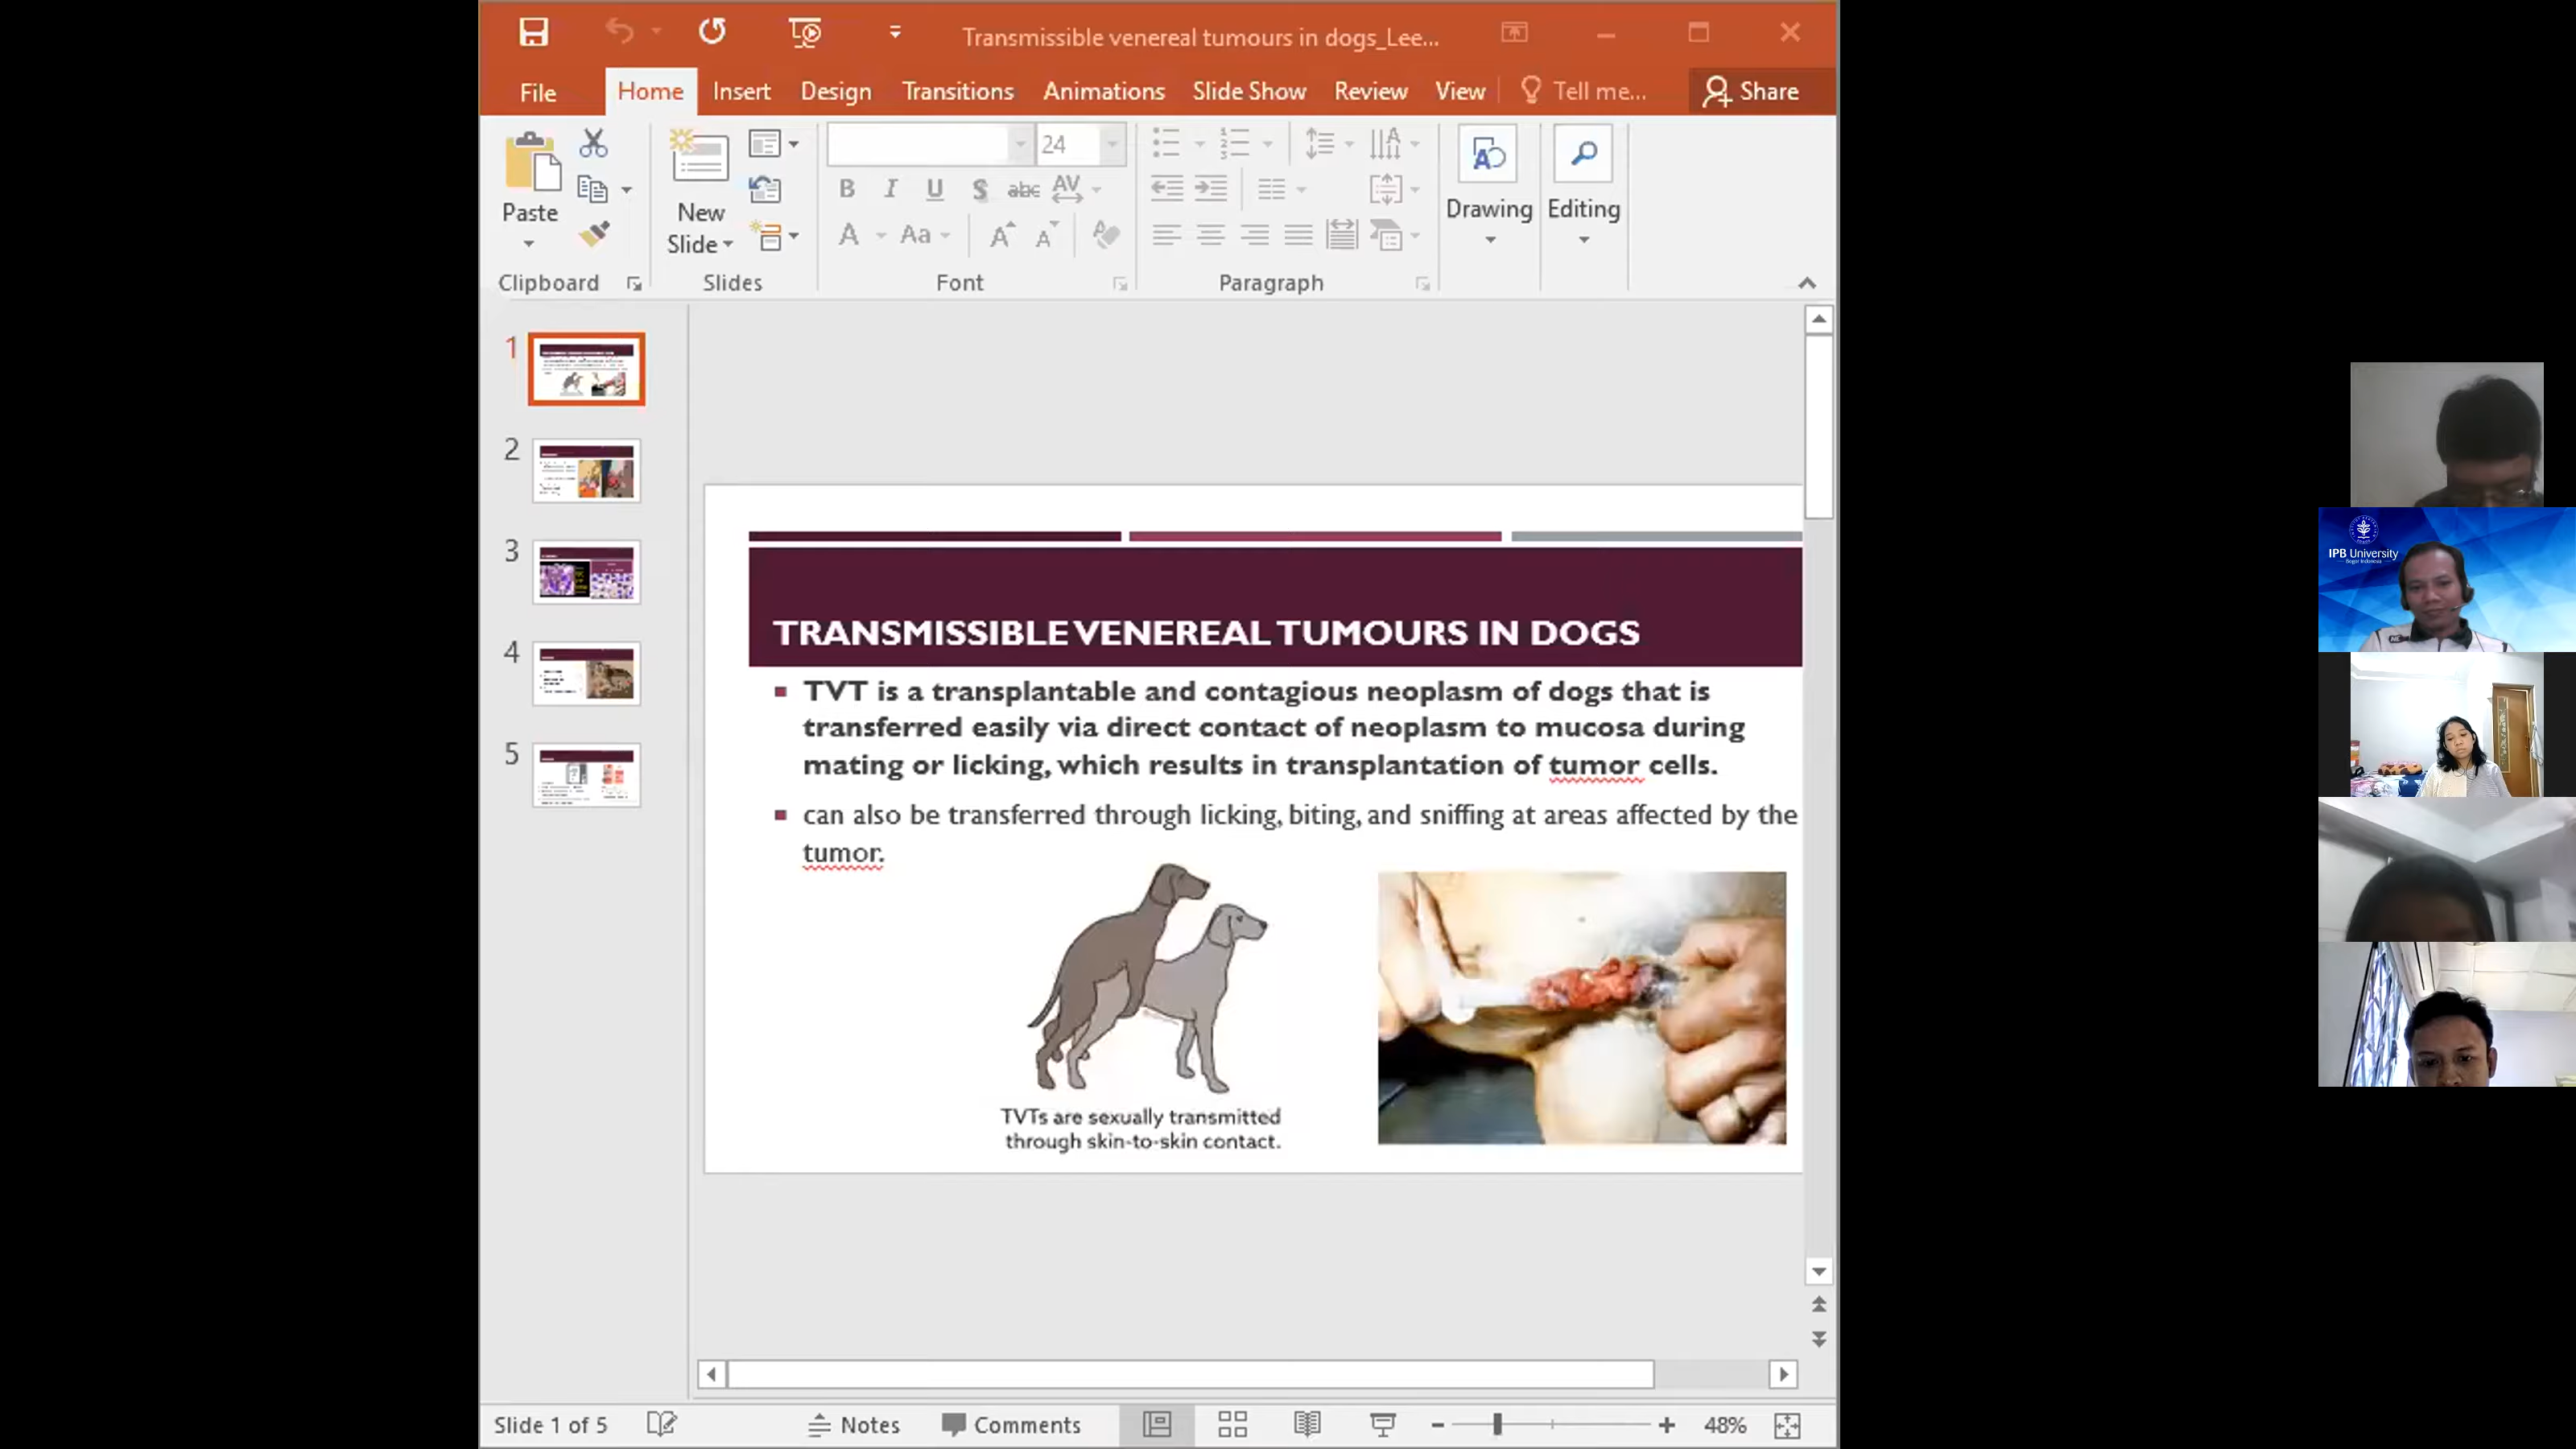 Transmissible venereal tumours in dogs_Lee...
File
Home
Insert
Design
Transitions
Animations
Slide Show
Review
View
Tell me...
Share
Paste
New
Slide
24
B I U S abc AV
A Aa A A
Drawing
Editing
Clipboard
Slides
Font
Paragraph
1
2
3
4
5
TRANSMISSIBLE VENEREAL TUMOURS IN DOGS
TVT is a transplantable and contagious neoplasm of dogs that is
transferred easily via direct contact of neoplasm to mucosa during
mating or licking, which results in transplantation of tumor cells.
can also be transferred through licking, biting, and sniffing at areas affected by the
tumor.
TVTs are sexually transmitted
through skin-to-skin contact.
Slide 1 of 5
Notes
Comments
48%
IPB University
Bogor Indonesia